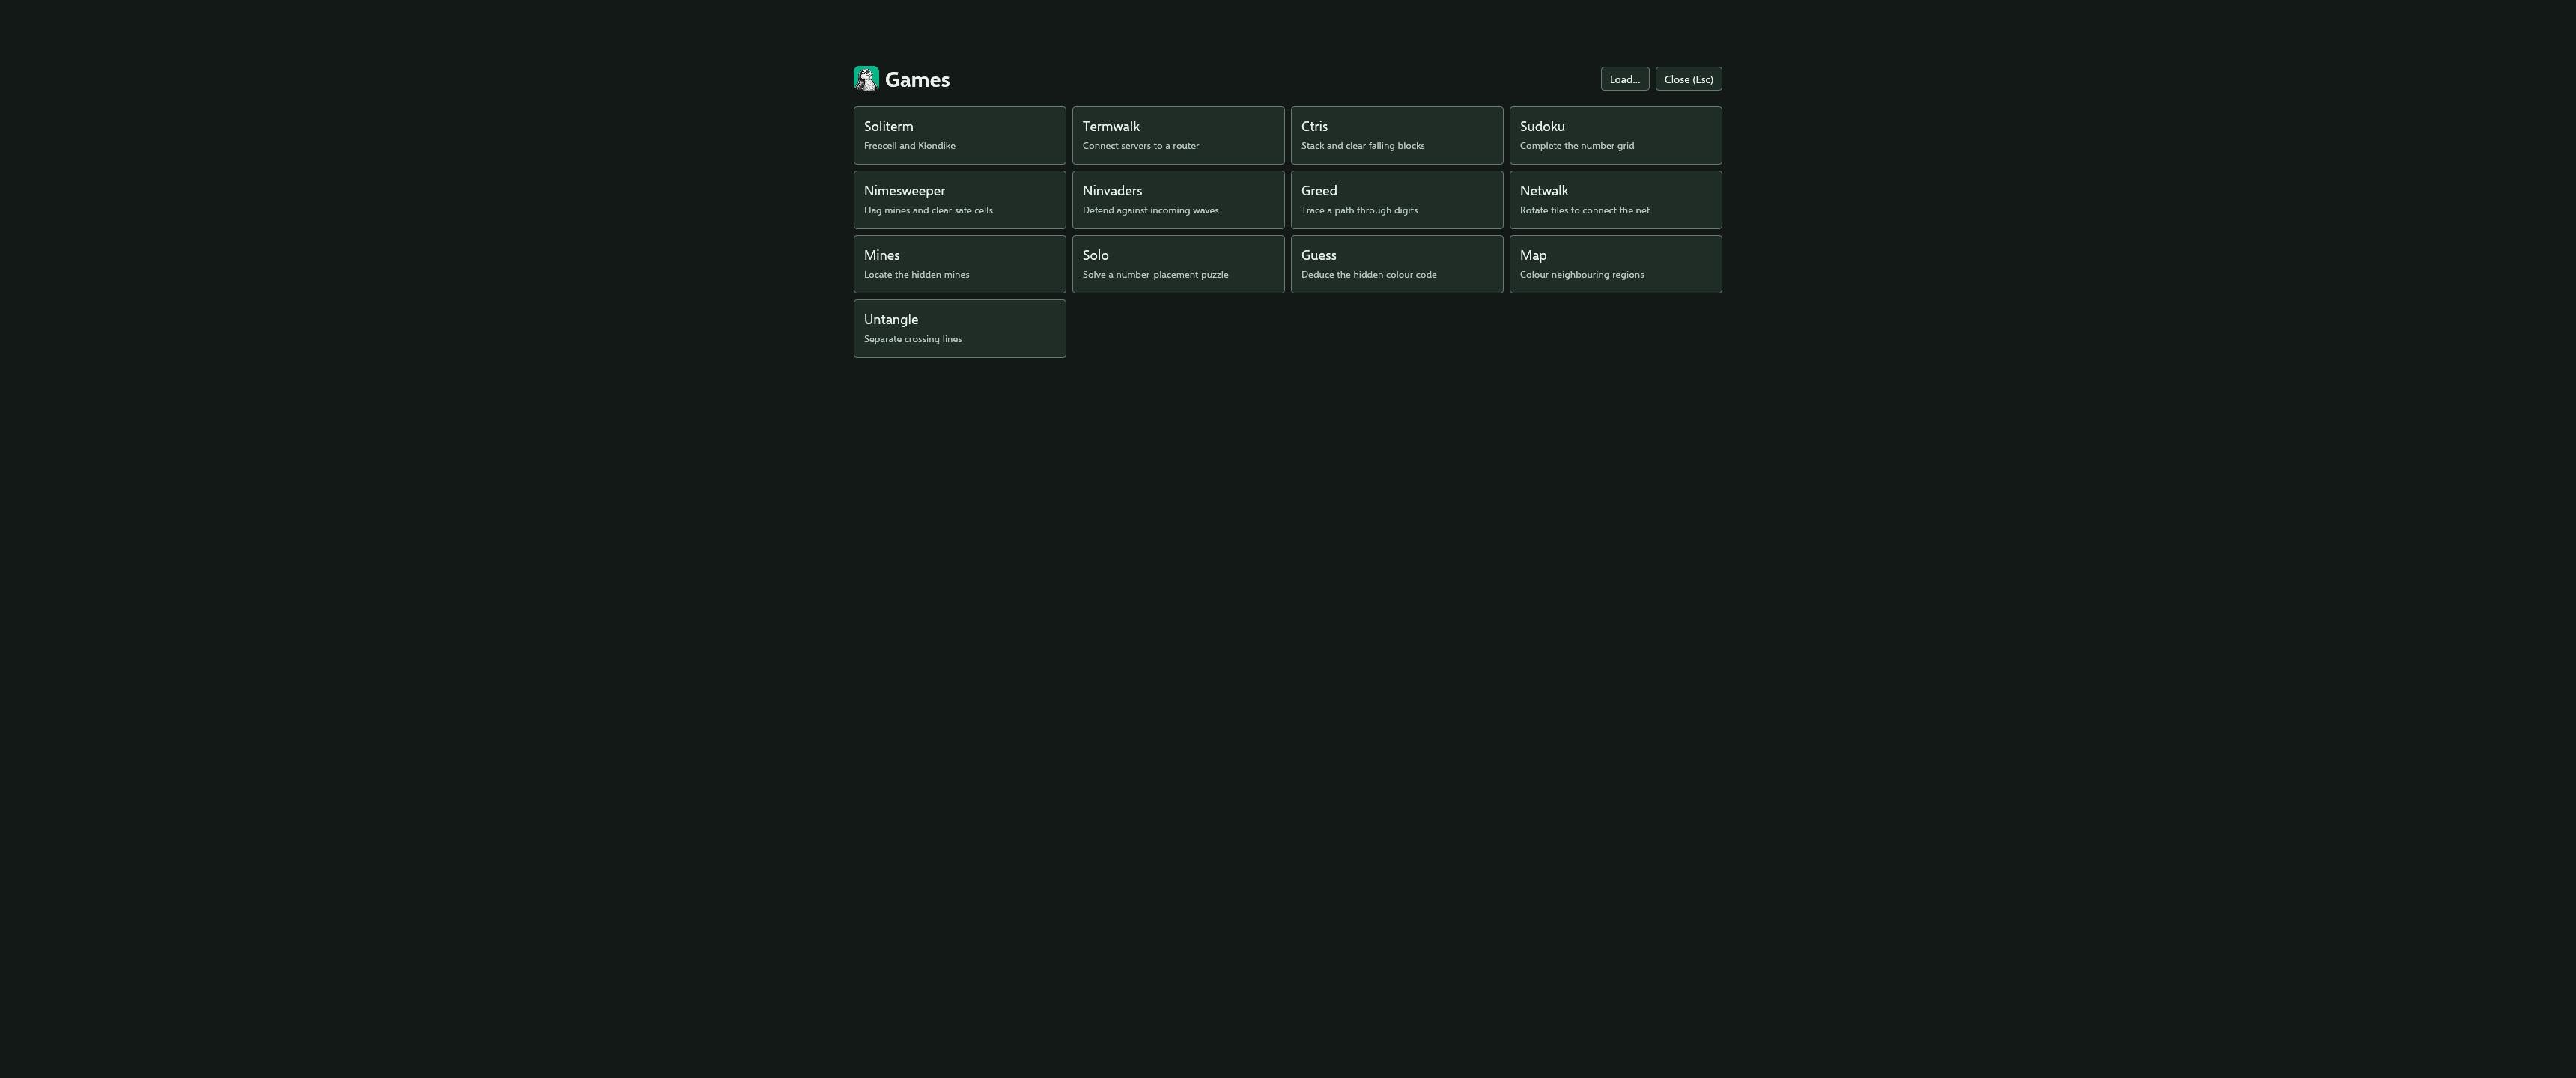 Games
Load...
Close (Esc)
Soliterm
Freecell and Klondike
Termwalk
Connect servers to a router
Ctris
Stack and clear falling blocks
Sudoku
Complete the number grid
Nimesweeper
Flag mines and clear safe cells
Ninvaders
Defend against incoming waves
Greed
Trace a path through digits
Netwalk
Rotate tiles to connect the net
Mines
Locate the hidden mines
Solo
Solve a number-placement puzzle
Guess
Deduce the hidden colour code
Map
Colour neighbouring regions
Untangle
Separate crossing lines